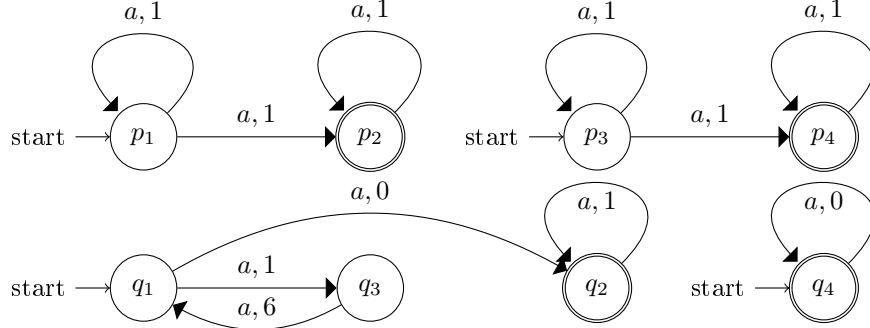 a, 1 a, 1 a, 1 a, 1
a, 1 a, 1
start p1 p2 start p3 p4
a, 0 a, 1 a, 0
a, 1
start q1 q3 q2 start q4
a, 6